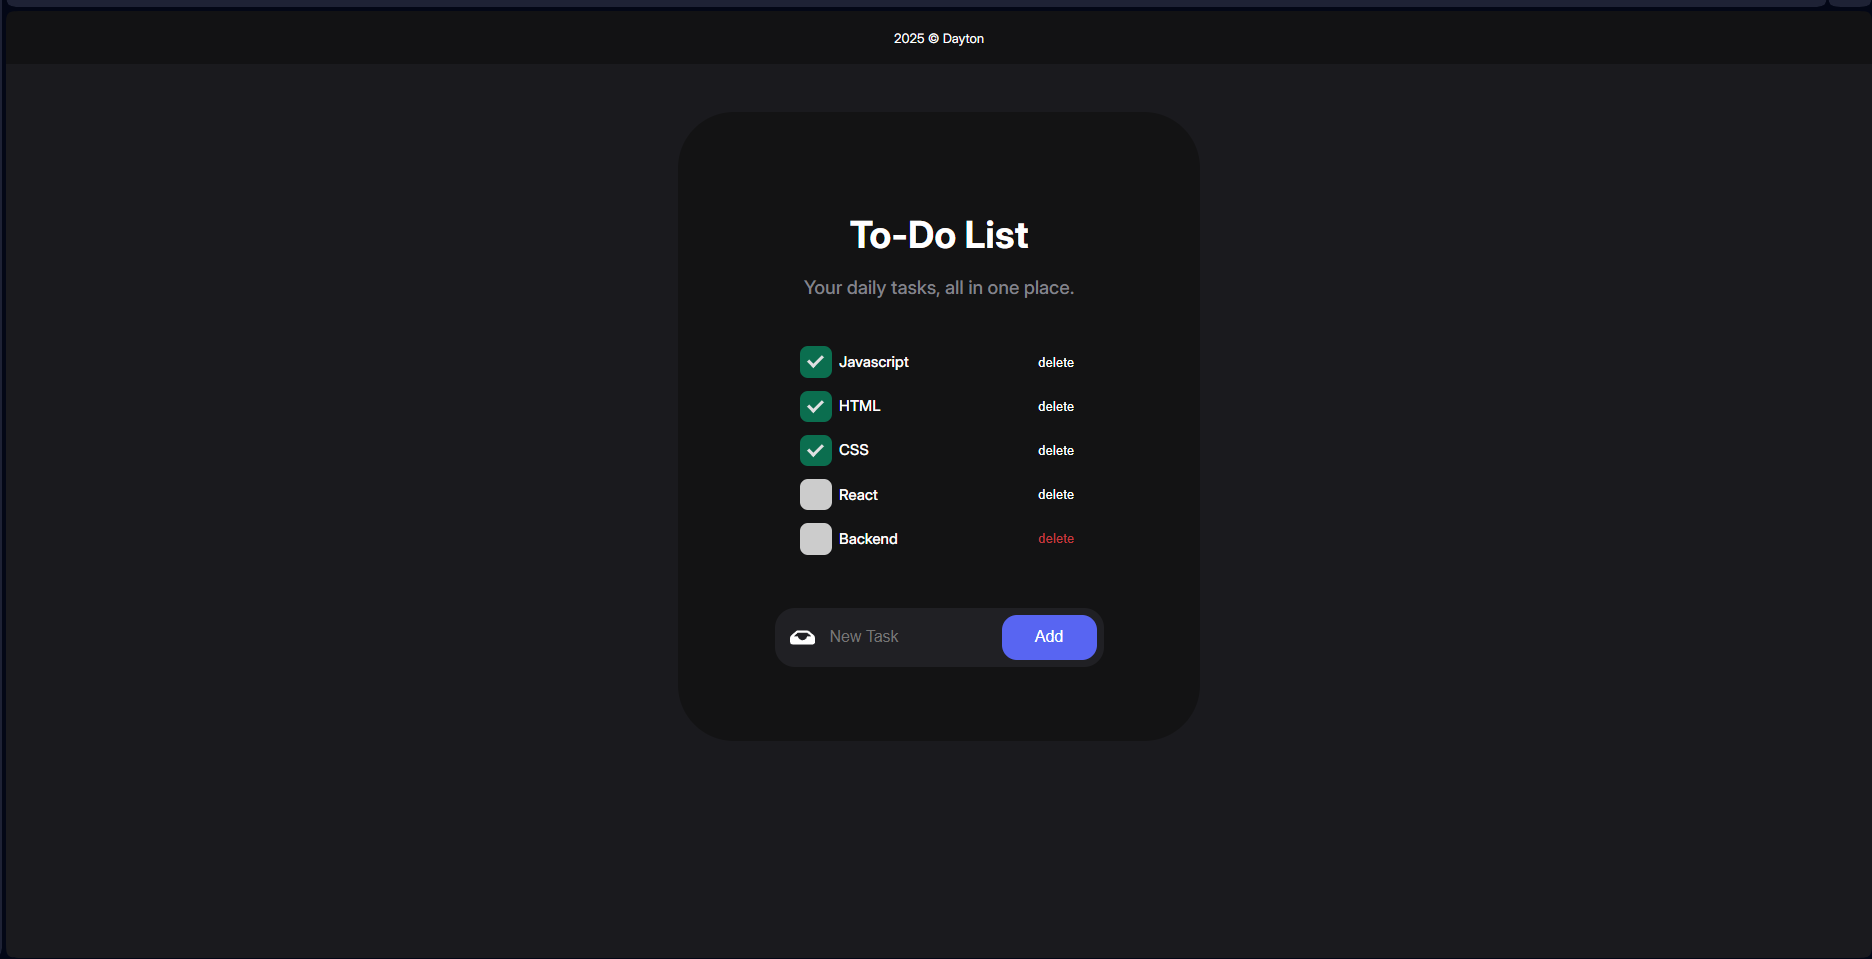 2025 © Dayton
To-Do List
Your daily tasks, all in one place.
Javascript delete
HTML delete
CSS delete
React delete
Backend delete
New Task Add